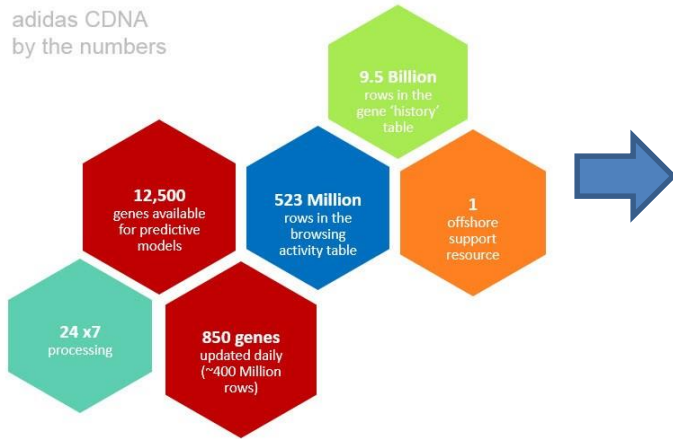 adidas CDNA
by the numbers
9.5 Billion
rows in the
gene 'history'
table
12,500
genes available
for predictive
models
523 Million
rows in the
browsing
activity table
1
offshore
support
resource
24 x7
processing
850 genes
updated daily
(~400 Million
rows)